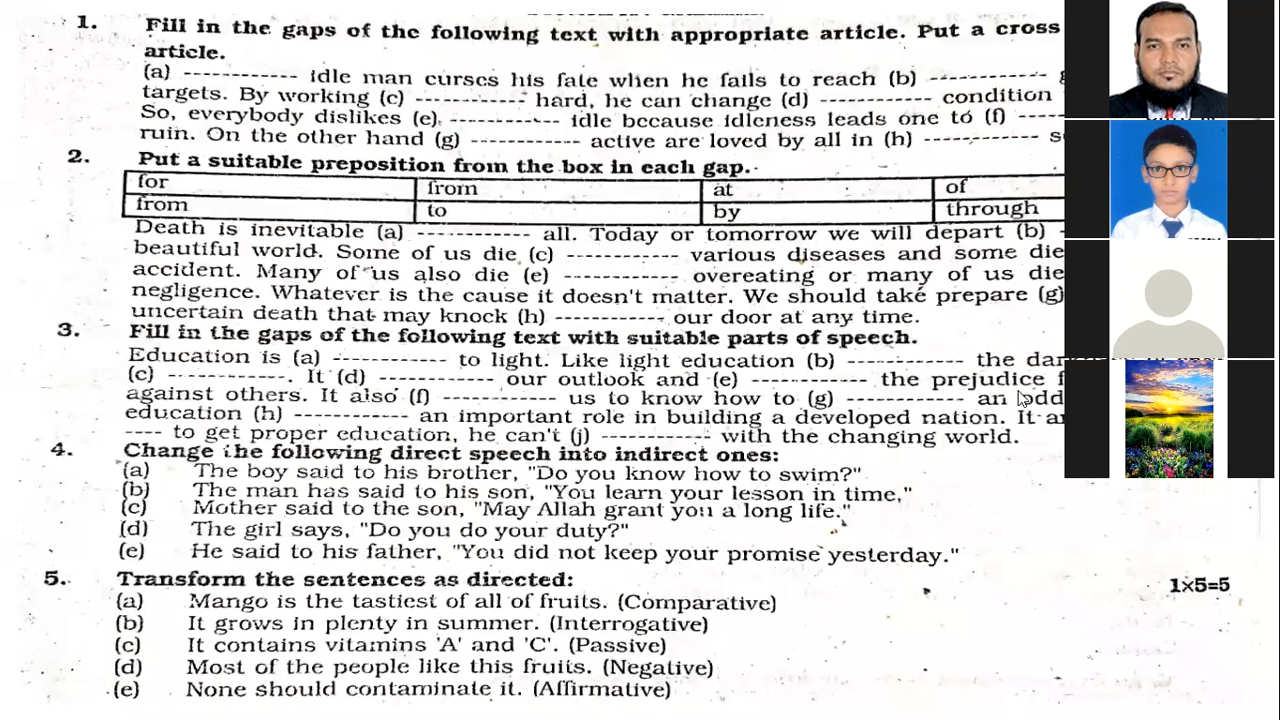 1. Fill in the gaps of the following text with appropriate article. Put a cross
article.
(a) ------------ idle man curses his fate when he fails to reach (b) -----------
targets. By working (c) ------------ hard, he can change (d) ------------ condition
So, everybody dislikes (e) ------------ idle because idleness leads one to (f) -----
ruin. On the other hand (g) ------------ active are loved by all in (h) -----------
2. Put a suitable preposition from the box in each gap.
for from at of
from to by through
Death is inevitable (a) ------------ all. Today or tomorrow we will depart (b) -
beautiful world. Some of us die (c) ------------ various diseases and some die
accident. Many of us also die (e) ------------ overeating or many of us die
negligence. Whatever is the cause it doesn't matter. We should take prepare (g)
uncertain death that may knock (h) ------------ our door at any time.
3. Fill in the gaps of the following text with suitable parts of speech.
Education is (a) ------------ to light. Like light education (b) ------------ the
(c) ------------. It (d) ------------ our outlook and (e) ------------ the prejudice
against others. It also (f) ------------ us to know how to (g) ------------ an
education (h) ------------ an important role in building a developed nation. It
---- to get proper education, he can't (j) ------------ with the changing world.
4. Change the following direct speech into indirect ones:
(a) The boy said to his brother, "Do you know how to swim?"
(b) The man has said to his son, "You learn your lesson in time,"
(c) Mother said to the son, "May Allah grant you a long life."
(d) The girl says, "Do you do your duty?"
(e) He said to his father, "You did not keep your promise yesterday."
5. Transform the sentences as directed: 1×5=5
(a) Mango is the tastiest of all of fruits. (Comparative)
(b) It grows in plenty in summer. (Interrogative)
(c) It contains vitamins 'A' and 'C'. (Passive)
(d) Most of the people like this fruits. (Negative)
(e) None should contaminate it. (Affirmative)